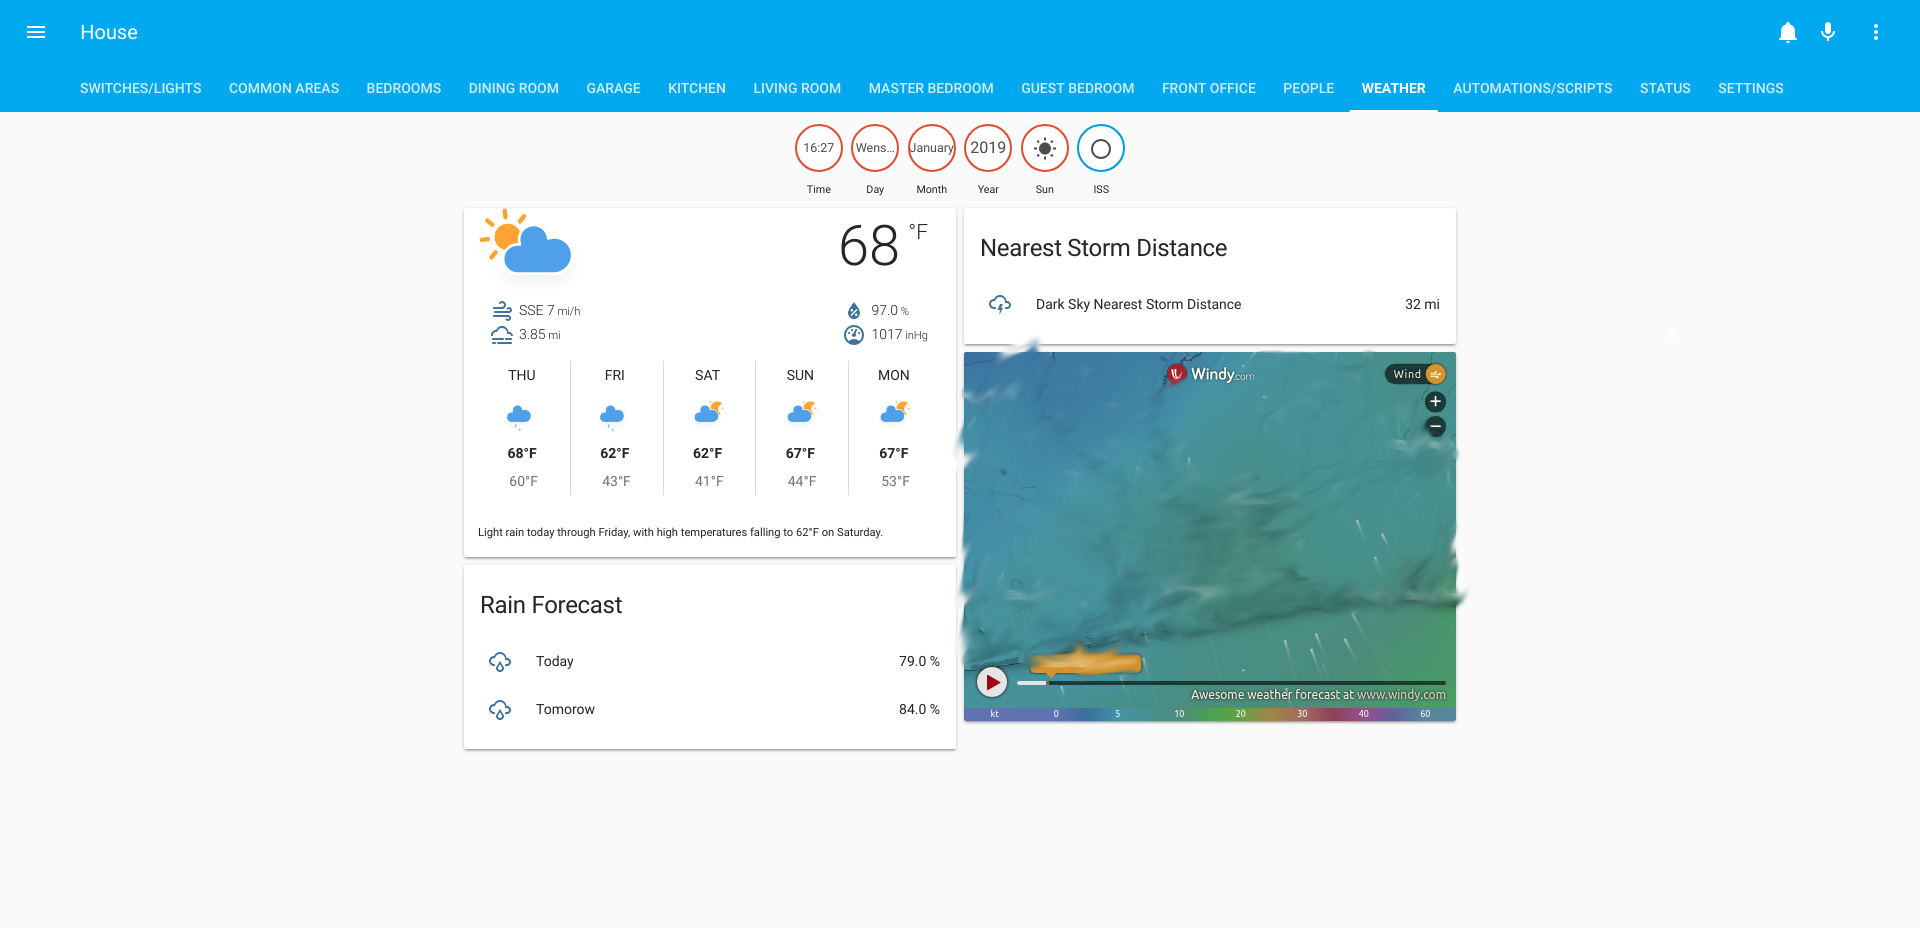 House
SWITCHES/LIGHTS COMMON AREAS BEDROOMS DINING ROOM GARAGE KITCHEN LIVING ROOM MASTER BEDROOM GUEST BEDROOM FRONT OFFICE PEOPLE WEATHER AUTOMATIONS/SCRIPTS STATUS SETTINGS
16:27 Wens... January 2019
Time Day Month Year Sun ISS
68 °F
SSE 7 mi/h 97.0 %
3.85 mi 1017 inHg
THU FRI SAT SUN MON
68°F 62°F 62°F 67°F 67°F
60°F 43°F 41°F 44°F 53°F
Light rain today through Friday, with high temperatures falling to 62°F on Saturday.
Rain Forecast
Today 79.0 %
Tomorow 84.0 %
Nearest Storm Distance
Dark Sky Nearest Storm Distance 32 mi
Windy.com
Wind
+
−
Awesome weather forecast at www.windy.com
kt 0 5 10 20 30 40 60